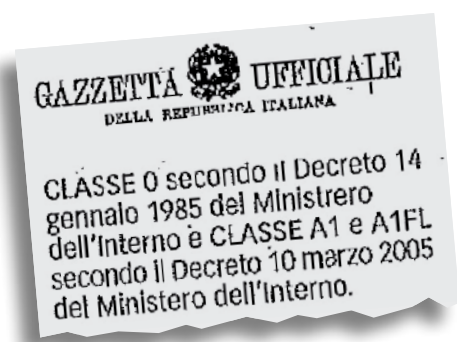 GAZZETTA UFFICIALE
DELLA REPUBBLICA ITALIANA
CLASSE 0 secondo il Decreto 14
gennaio 1985 del Ministrero
dell'Interno e CLASSE A1 e A1FL
secondo il Decreto 10 marzo 2005
del Ministero dell'Interno.